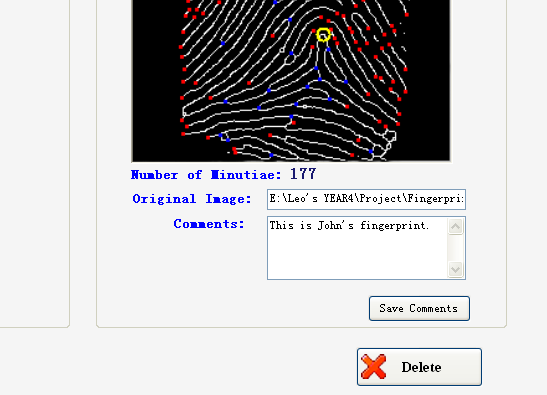 Number of Minutiae: 177
Original Image: E:\Leo's YEAR4\Project\Fingerpri
Comments: This is John's fingerprint.
Save Comments
Delete